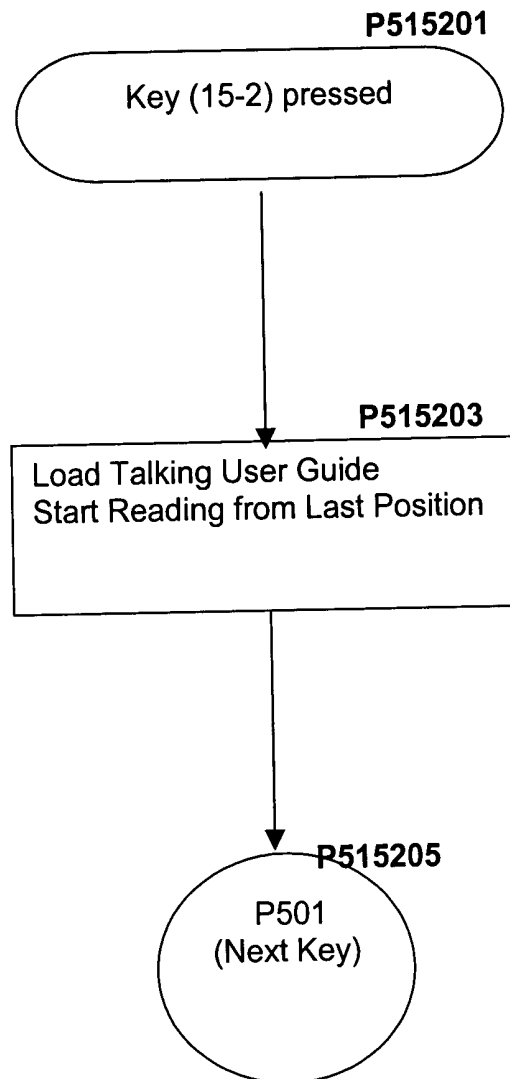 P515201
Key (15-2) pressed
P515203
Load Talking User Guide
Start Reading from Last Position
P515205
P501
(Next Key)